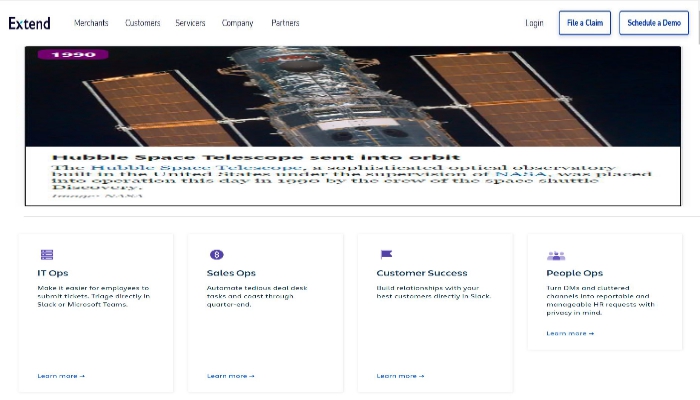 Extend
Merchants
Customers
Servicers
Company
Partners
Login
File a Claim
Schedule a Demo
1990
Hubble Space Telescope sent into orbit
The Hubble Space Telescope, a sophisticated optical observatory
built in the United States under the supervision of NASA, was placed
into operation this day in 1990 by the crew of the space shuttle
Discovery.
Image: NASA
IT Ops
Make it easier for employees to
submit tickets. Triage directly in
Slack or Microsoft Teams.
Learn more →
Sales Ops
Automate tedious deal desk
tasks and coast through
quarter-end.
Learn more →
Customer Success
Build relationships with your
best customers directly in Slack.
Learn more →
People Ops
Turn DMs and cluttered
channels into reportable and
manageable HR requests with
privacy in mind.
Learn more →